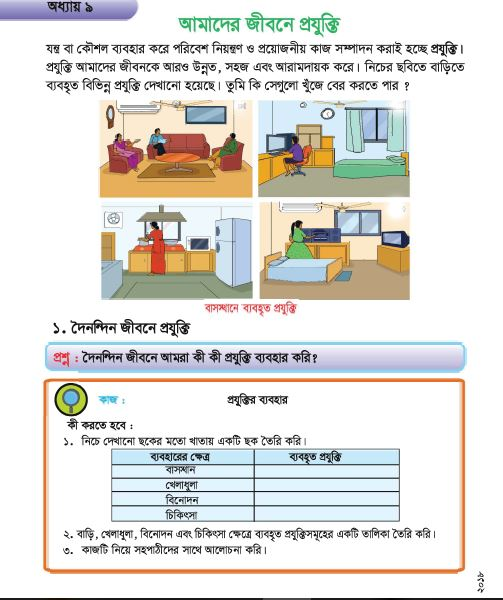 অধ্যায় ৯
আমাদের জীবনে প্রযুক্তি
যন্ত্র বা কৌশল ব্যবহার করে পরিবেশ নিয়ন্ত্রণ ও প্রয়োজনীয় কাজ সম্পাদন করাই হচ্ছে প্রযুক্তি।
প্রযুক্তি আমাদের জীবনকে আরও উন্নত, সহজ এবং আরামদায়ক করে। নিচের ছবিতে বাড়িতে
ব্যবহৃত বিভিন্ন প্রযুক্তি দেখানো হয়েছে। তুমি কি সেগুলো খুঁজে বের করতে পার ?
বাসস্থানে ব্যবহৃত প্রযুক্তি
১. দৈনন্দিন জীবনে প্রযুক্তি
প্রশ্ন : দৈনন্দিন জীবনে আমরা কী কী প্রযুক্তি ব্যবহার করি?
কাজ : প্রযুক্তির ব্যবহার
কী করতে হবে :
১. নিচে দেখানো ছকের মতো খাতায় একটি ছক তৈরি করি।
ব্যবহারের ক্ষেত্র ব্যবহৃত প্রযুক্তি
বাসস্থান
খেলাধুলা
বিনোদন
চিকিৎসা
২. বাড়ি, খেলাধুলা, বিনোদন এবং চিকিৎসা ক্ষেত্রে ব্যবহৃত প্রযুক্তিসমূহের একটি তালিকা তৈরি করি।
৩. কাজটি নিয়ে সহপাঠীদের সাথে আলোচনা করি।
২০১৮